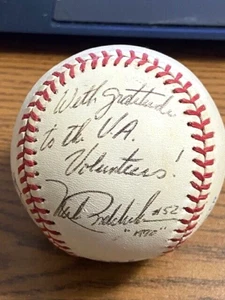 With gratitude
to the V.A.
Volunteers!
#52